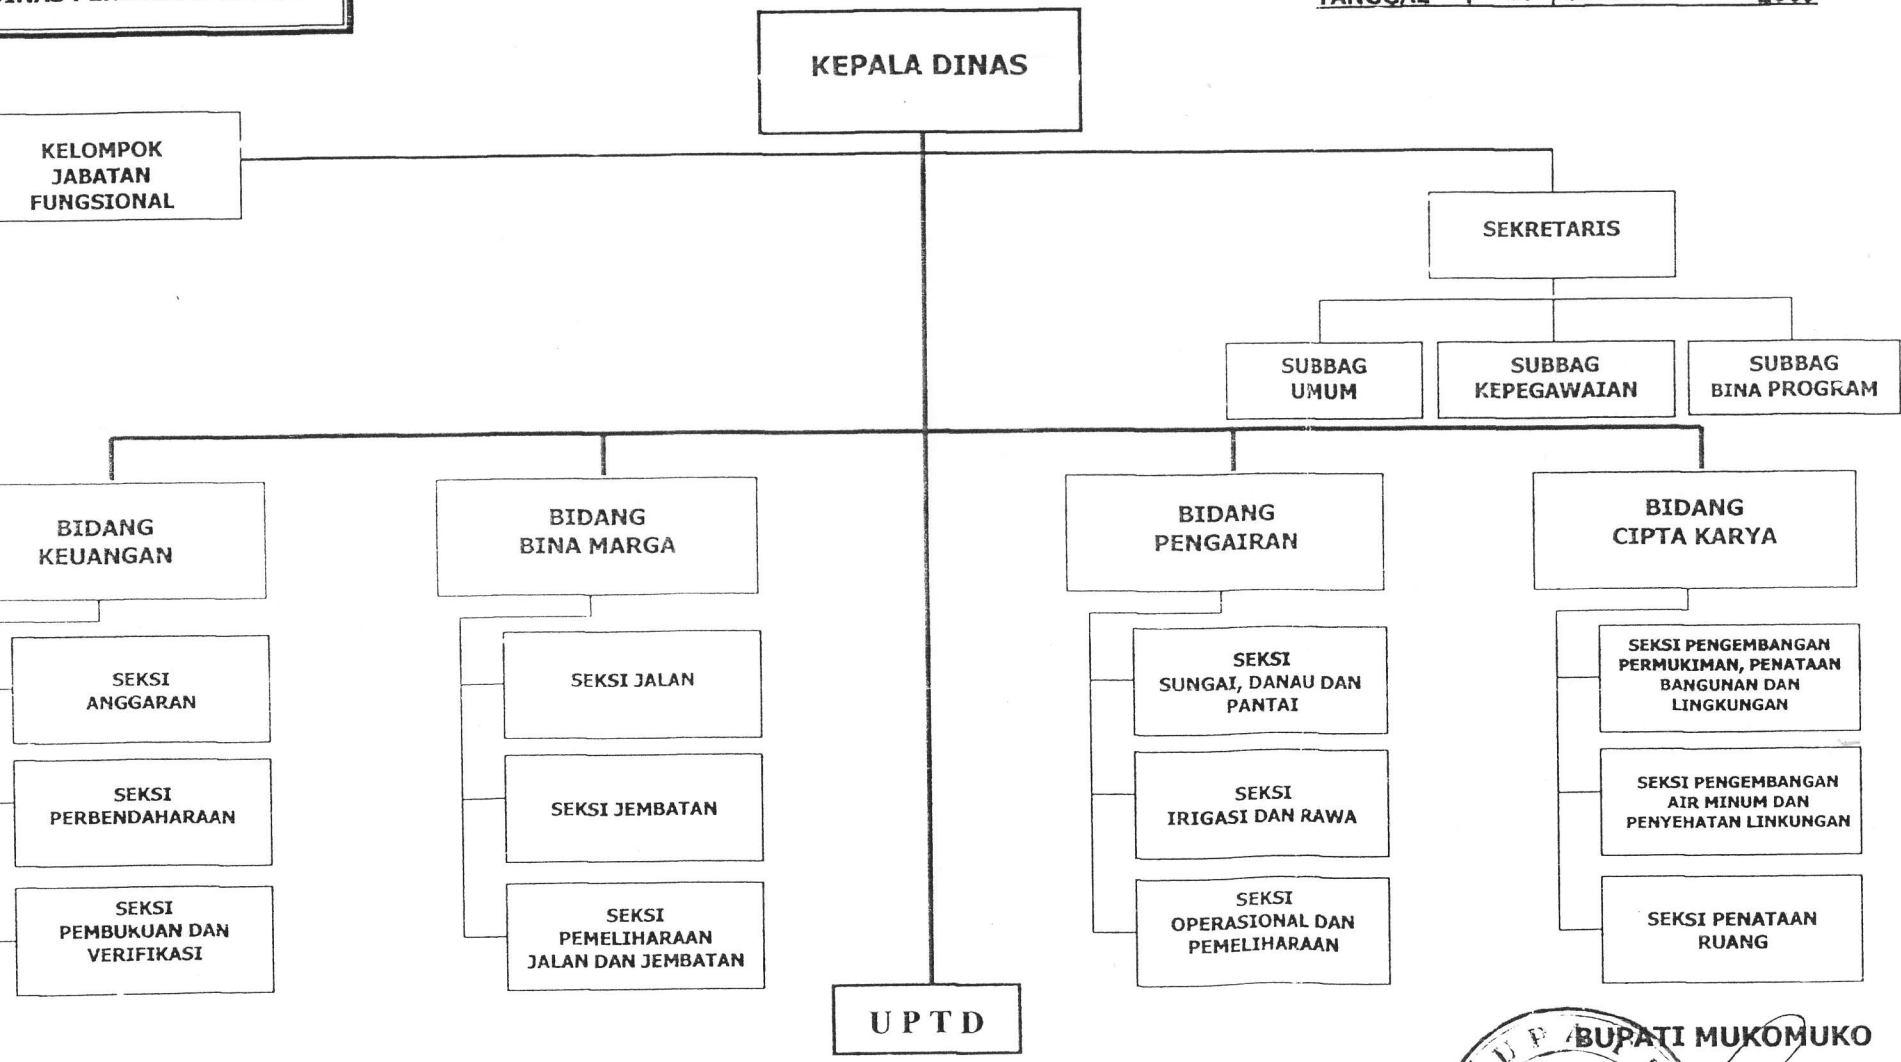 KEPALA DINAS
KELOMPOK
JABATAN
FUNGSIONAL
SEKRETARIS
SUBBAG
UMUM
SUBBAG
KEPEGAWAIAN
SUBBAG
BINA PROGRAM
BIDANG
KEUANGAN
BIDANG
BINA MARGA
BIDANG
PENGAIRAN
BIDANG
CIPTA KARYA
SEKSI
ANGGARAN
SEKSI JALAN
SEKSI
SUNGAI, DANAU DAN
PANTAI
SEKSI PENGEMBANGAN
PERMUKIMAN, PENATAAN
BANGUNAN DAN
LINGKUNGAN
SEKSI
PERBENDAHARAAN
SEKSI JEMBATAN
SEKSI
IRIGASI DAN RAWA
SEKSI PENGEMBANGAN
AIR MINUM DAN
PENYEHATAN LINKUNGAN
SEKSI
PEMBUKUAN DAN
VERIFIKASI
SEKSI
PEMELIHARAAN
JALAN DAN JEMBATAN
SEKSI
OPERASIONAL DAN
PEMELIHARAAN
SEKSI PENATAAN
RUANG
UPTD
BUPATI MUKOMUKO